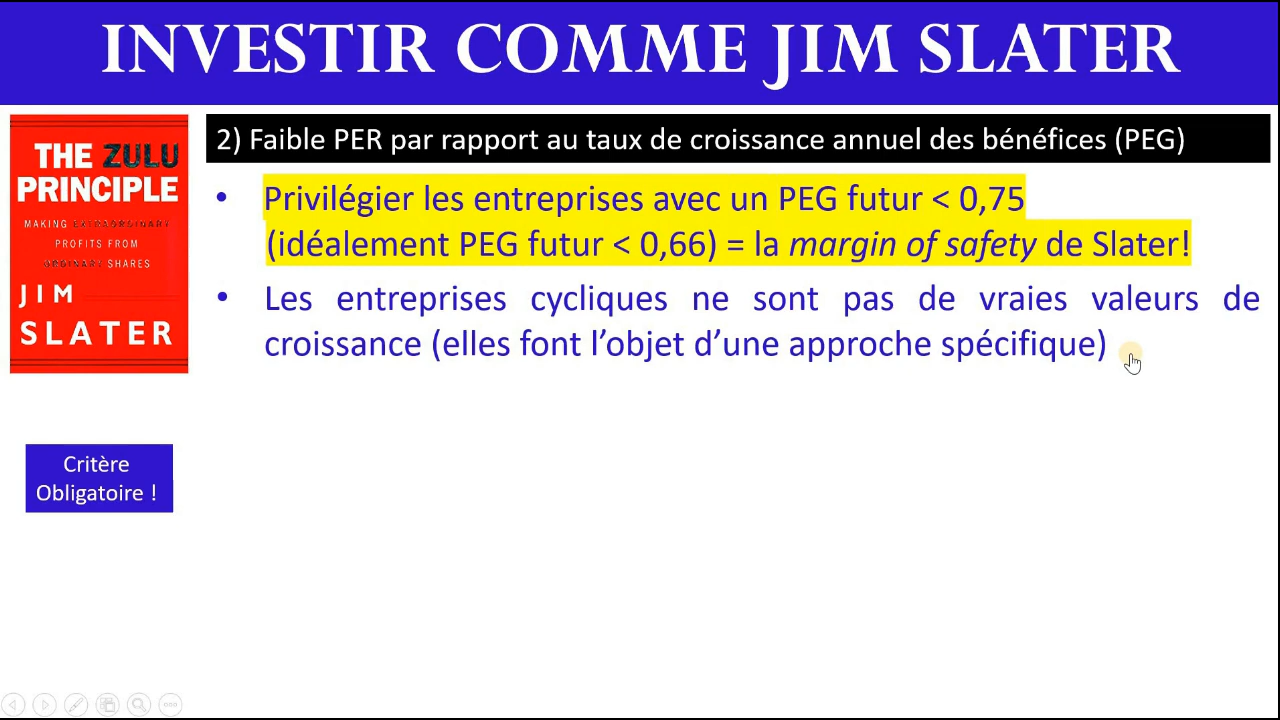 INVESTIR COMME JIM SLATER
THE ZULU
PRINCIPLE
MAKING EXTRAORDINARY
PROFITS FROM
ORDINARY SHARES
JIM
SLATER
2) Faible PER par rapport au taux de croissance annuel des bénéfices (PEG)
• Privilégier les entreprises avec un PEG futur < 0,75
(idéalement PEG futur < 0,66) = la margin of safety de Slater!
• Les entreprises cycliques ne sont pas de vraies valeurs de
croissance (elles font l’objet d’une approche spécifique)
Critère
Obligatoire !